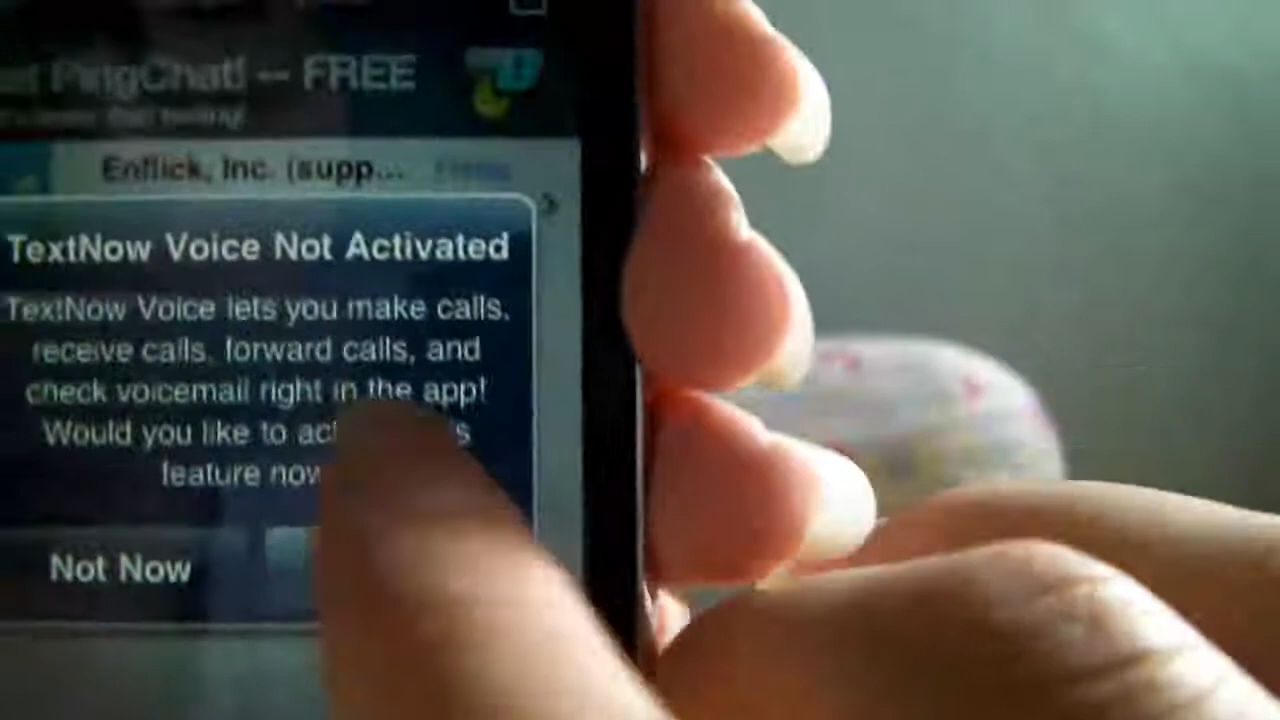 PingChat! – FREE
Enflick, Inc. (supp...
TextNow Voice Not Activated
TextNow Voice lets you make calls,
receive calls, forward calls, and
check voicemail right in the app!
Would you like to
feature now
Not Now